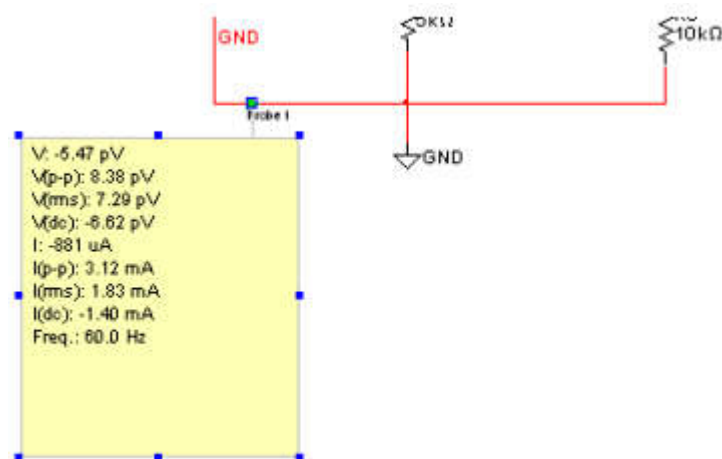 GND
10kΩ
Probe 1
GND
V: -5.47 pV
V(p-p): 8.38 pV
V(rms): 7.29 pV
V(dc): -6.62 pV
I: -881 uA
I(p-p): 3.12 mA
I(rms): 1.83 mA
I(dc): -1.40 mA
Freq.: 60.0 Hz